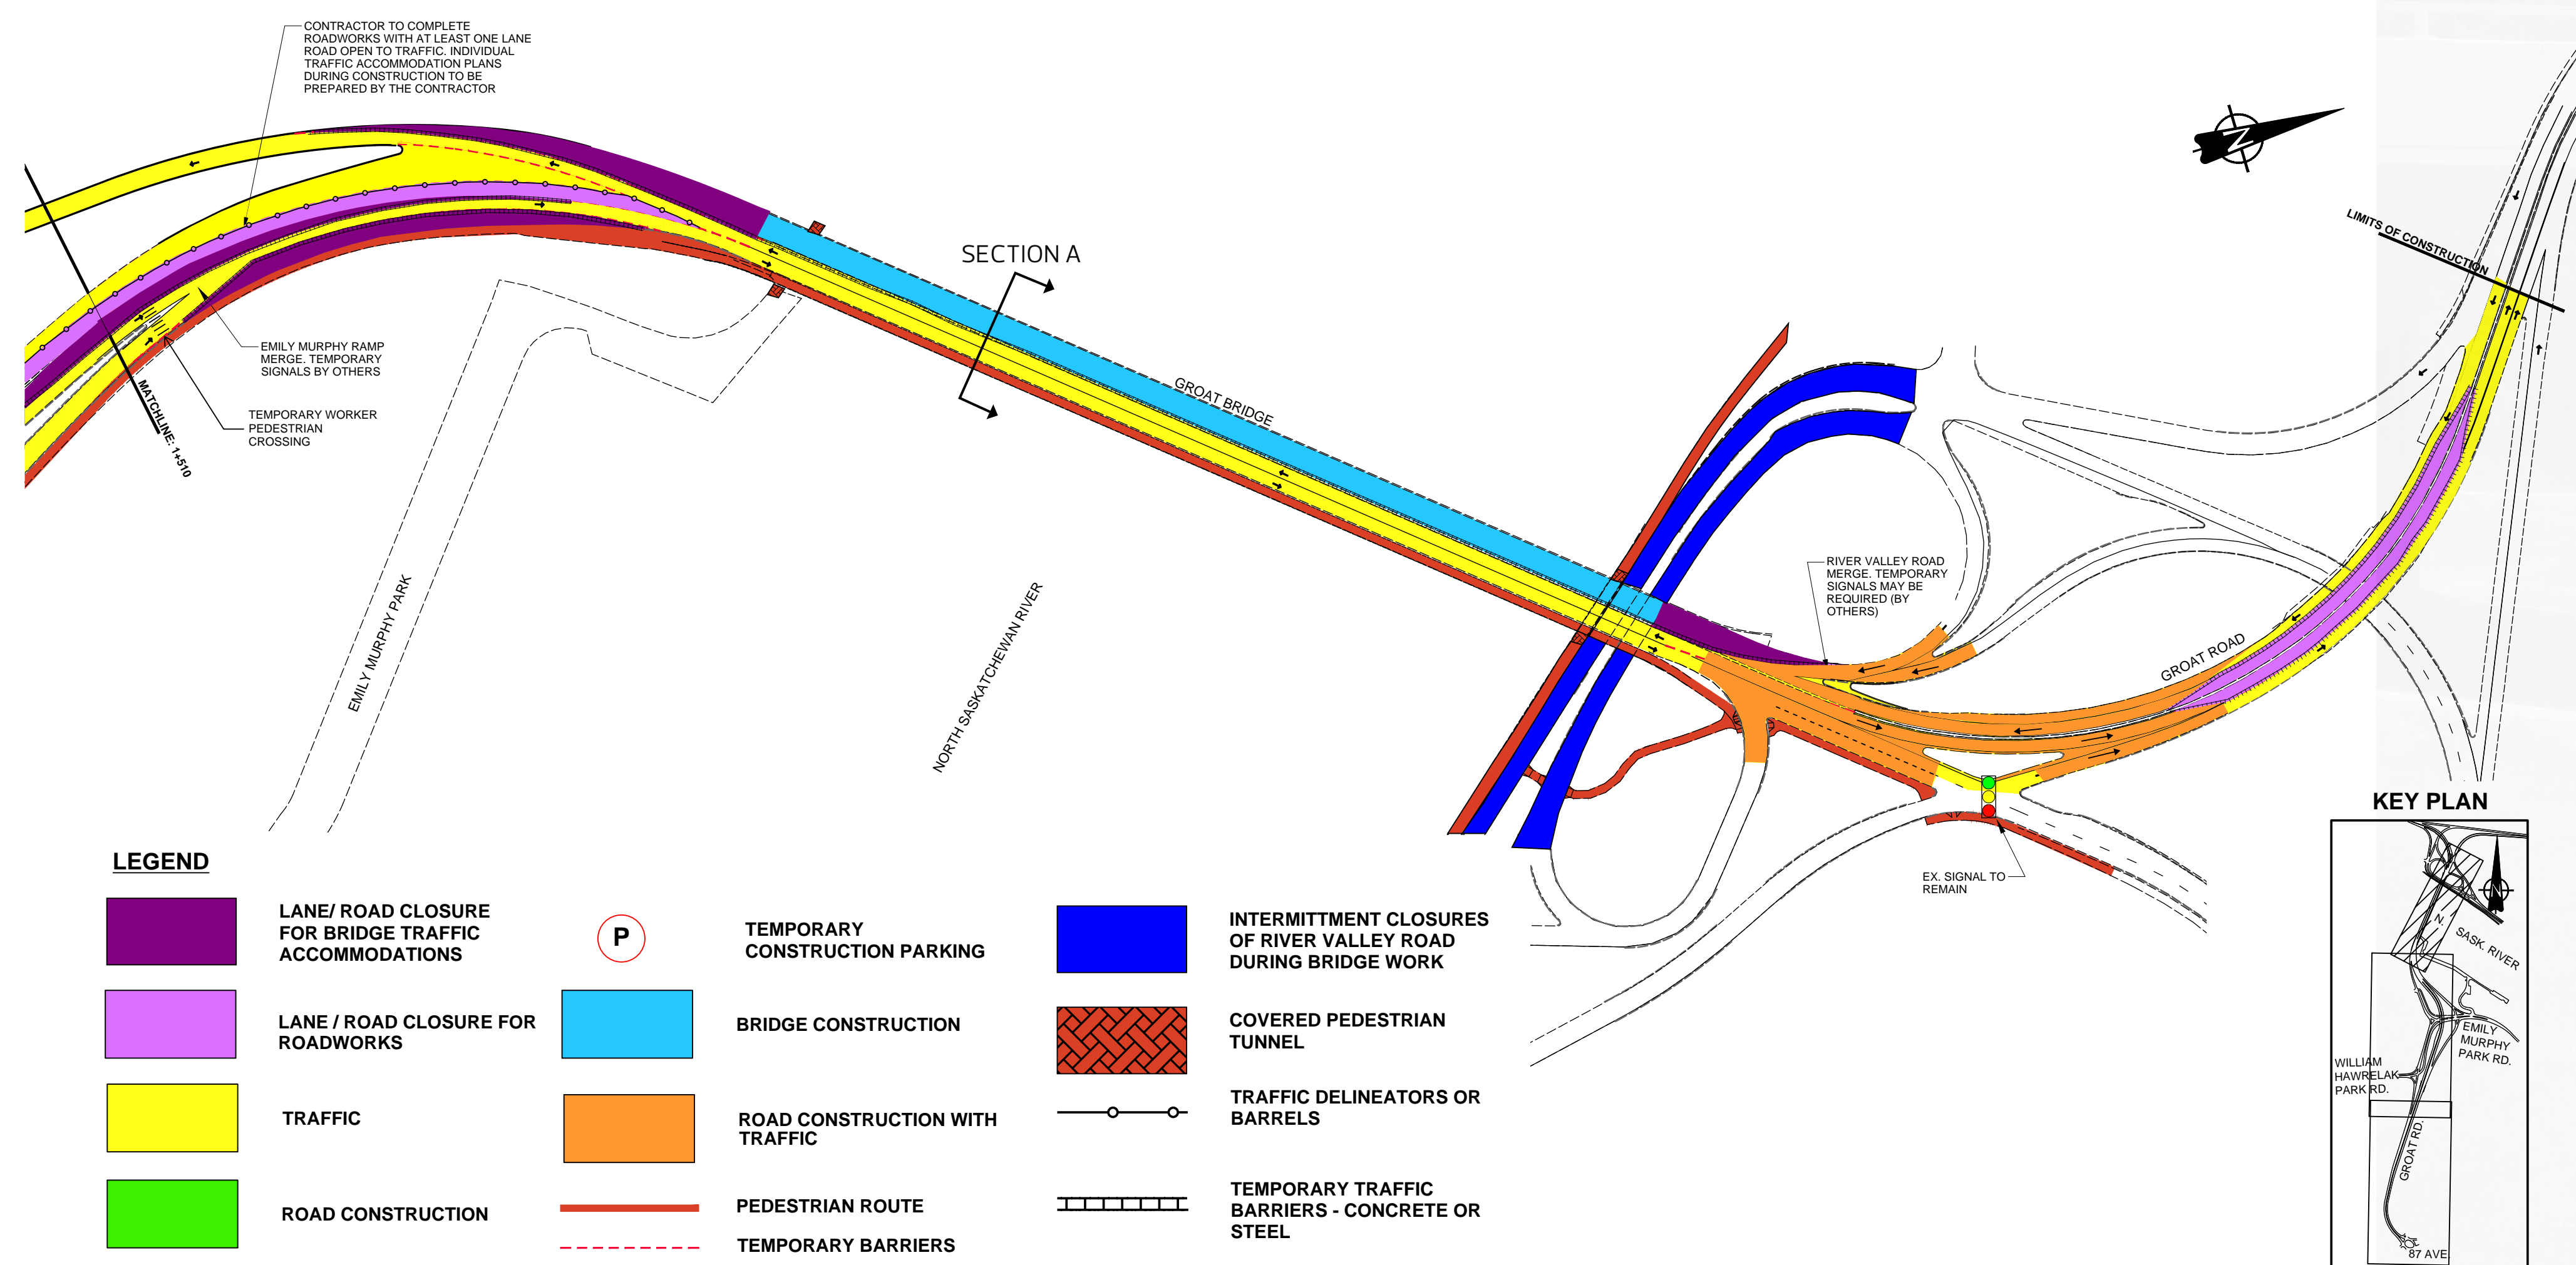 CONTRACTOR TO COMPLETE
ROADWORKS WITH AT LEAST ONE LANE
ROAD OPEN TO TRAFFIC. INDIVIDUAL
TRAFFIC ACCOMMODATION PLANS
DURING CONSTRUCTION TO BE
PREPARED BY THE CONTRACTOR
N
LIMITS OF CONSTRUCTION
SECTION A
EMILY MURPHY RAMP
MERGE. TEMPORARY
SIGNALS BY OTHERS
MATCHLINE: 1+510
TEMPORARY WORKER
PEDESTRIAN
CROSSING
GROAT BRIDGE
EMILY MURPHY PARK
NORTH SASKATCHEWAN RIVER
RIVER VALLEY ROAD
MERGE. TEMPORARY
SIGNALS MAY BE
REQUIRED (BY
OTHERS)
GROAT ROAD
EX. SIGNAL TO
REMAIN
KEY PLAN
N
N.
SASK. RIVER
EMILY
MURPHY
PARK RD.
WILLIAM
HAWRELAK
PARK RD.
GROAT RD.
87 AVE
LEGEND
LANE/ ROAD CLOSURE
FOR BRIDGE TRAFFIC
ACCOMMODATIONS
LANE / ROAD CLOSURE FOR
ROADWORKS
TRAFFIC
ROAD CONSTRUCTION
P
TEMPORARY
CONSTRUCTION PARKING
BRIDGE CONSTRUCTION
ROAD CONSTRUCTION WITH
TRAFFIC
PEDESTRIAN ROUTE
TEMPORARY BARRIERS
INTERMITTMENT CLOSURES
OF RIVER VALLEY ROAD
DURING BRIDGE WORK
COVERED PEDESTRIAN
TUNNEL
TRAFFIC DELINEATORS OR
BARRELS
TEMPORARY TRAFFIC
BARRIERS - CONCRETE OR
STEEL